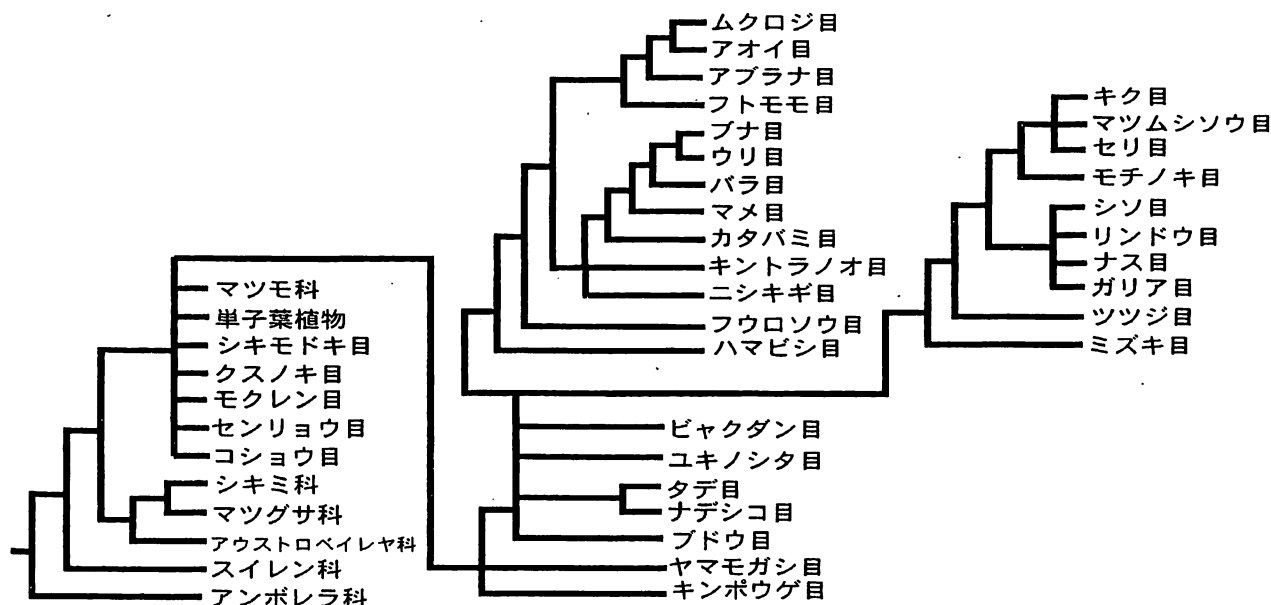 マツモ科
単子葉植物
シキモドキ目
クスノキ目
モクレン目
センリョウ目
コショウ目
シキミ科
マツグサ科
アウストロベイレヤ科
スイレン科
アンボレラ科
ムクロジ目
アオイ目
アブラナ目
フトモモ目
ブナ目
ウリ目
バラ目
マメ目
カタバミ目
キントラノオ目
ニシキギ目
フウロソウ目
ハマビシ目
ビャクダン目
ユキノシタ目
タデ目
ナデシコ目
ブドウ目
ヤマモガシ目
キンポウゲ目
キク目
マツムシソウ目
セリ目
モチノキ目
シソ目
リンドウ目
ナス目
ガリア目
ツツジ目
ミズキ目